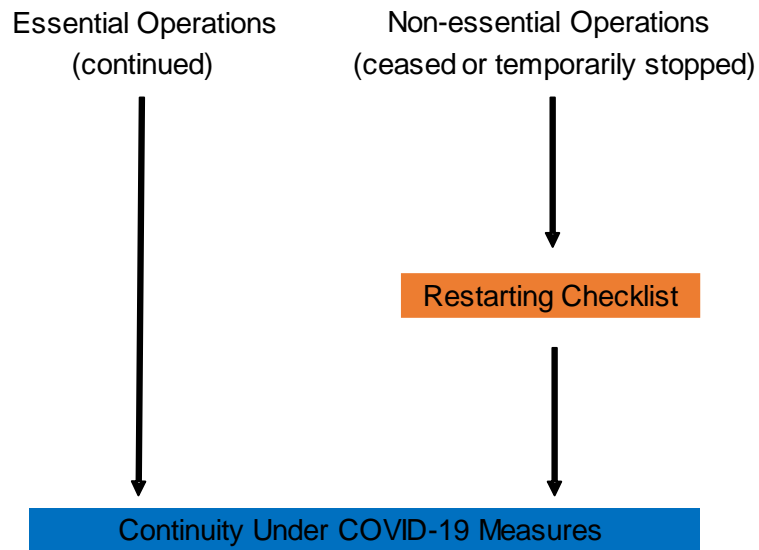 Essential Operations
(continued)
Non-essential Operations
(ceased or temporarily stopped)
Restarting Checklist
Continuity Under COVID-19 Measures